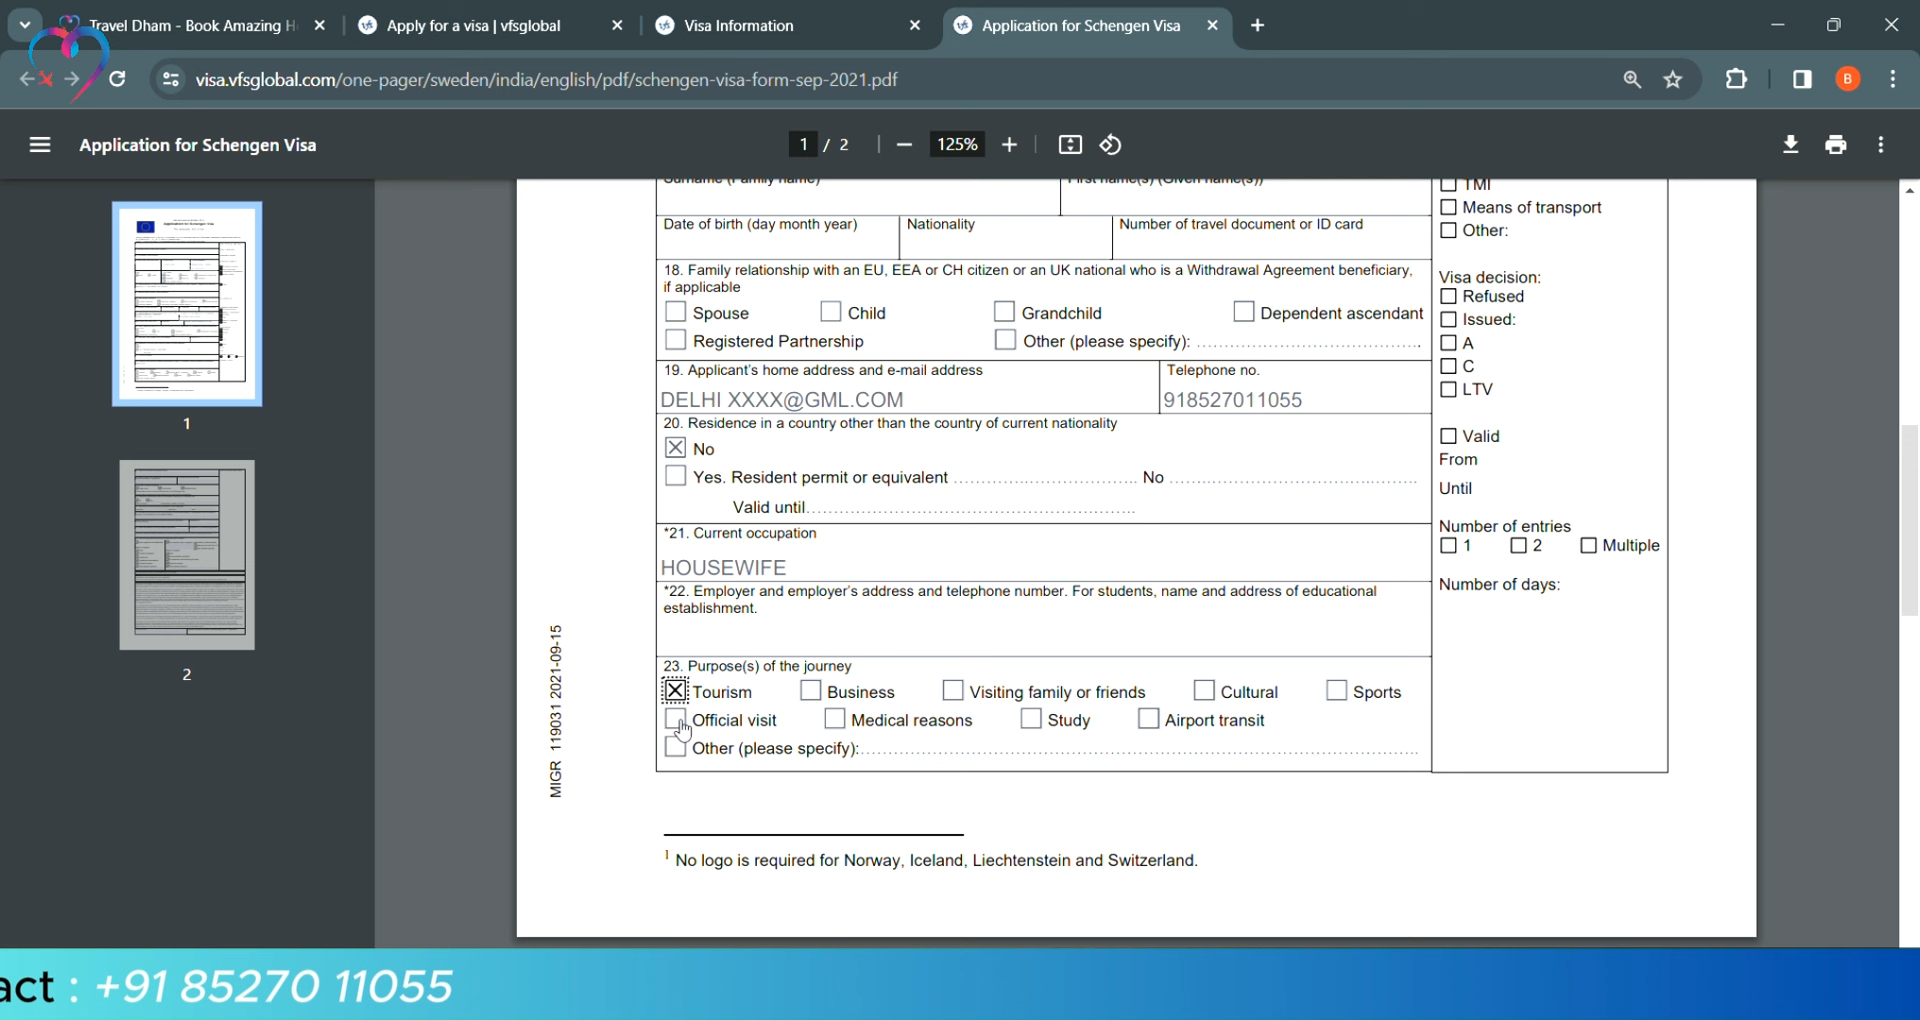 Travel Dham - Book Amazing H
Apply for a visa | vfsglobal
Visa Information
Application for Schengen Visa
visa.vfsglobal.com/one-pager/sweden/india/english/pdf/schengen-visa-form-sep-2021.pdf
B
Application for Schengen Visa
1 / 2
125%
1
2
Surname (Family name)
First name(s) (Given name(s))
Date of birth (day month year)
Nationality
Number of travel document or ID card
18. Family relationship with an EU, EEA or CH citizen or an UK national who is a Withdrawal Agreement beneficiary,
if applicable
Spouse Child Grandchild Dependent ascendant
Registered Partnership Other (please specify):
19. Applicant's home address and e-mail address
DELHI XXXX@GML.COM
Telephone no.
918527011055
20. Residence in a country other than the country of current nationality
No
Yes. Resident permit or equivalent No
Valid until
*21. Current occupation
HOUSEWIFE
*22. Employer and employer's address and telephone number. For students, name and address of educational
establishment.
23. Purpose(s) of the journey
Tourism Business Visiting family or friends Cultural Sports
Official visit Medical reasons Study Airport transit
Other (please specify):
TMI
Means of transport
Other:
Visa decision:
Refused
Issued:
A
C
LTV
Valid
From
Until
Number of entries
1 2 Multiple
Number of days:
MIGR 119031 2021-09-15
1 No logo is required for Norway, Iceland, Liechtenstein and Switzerland.
act : +91 85270 11055